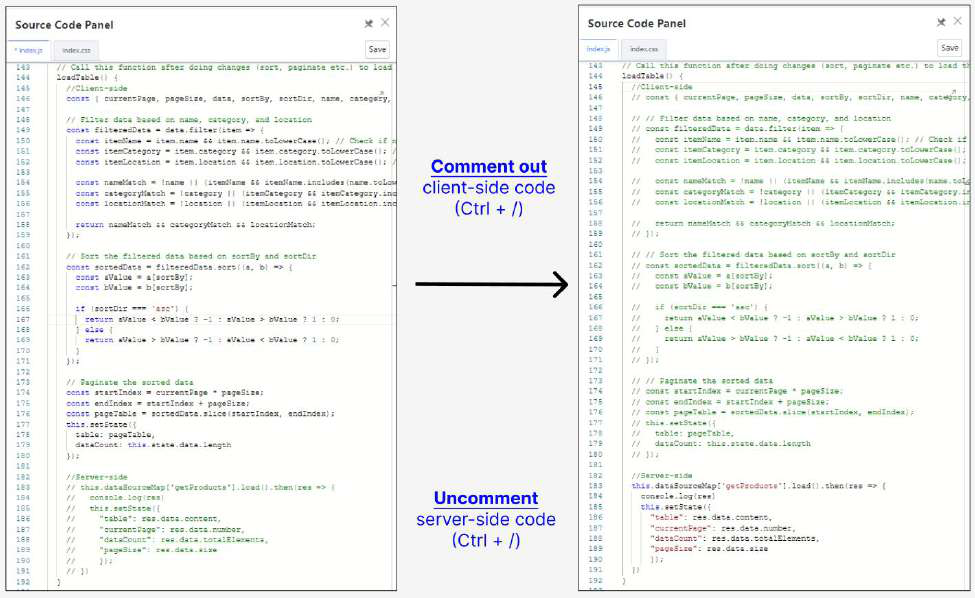 Source Code Panel
* index.js index.css Save
143 // Call this function after doing changes (sort, paginate etc.) to load
144 loadTable() {
145 //Client-side
146 const { currentPage, pageSize, data, sortBy, sortDir, name, category,
147
148 // Filter data based on name, category, and location
149 const filteredData = data.filter(item => {
150 const itemName = item.name && item.name.toLowerCase(); // Check if
151 const itemCategory = item.category && item.category.toLowerCase(); /
152 const itemLocation = item.location && item.location.toLowerCase(); /
153
154 const nameMatch = !name || (itemName && itemName.includes(name.toLow
155 const categoryMatch = !category || (itemCategory && itemCategory.inc
156 const locationMatch = !location || (itemLocation && itemLocation.inc
157
158 return nameMatch && categoryMatch && locationMatch;
159 });
160
161 // Sort the filtered data based on sortBy and sortDir
162 const sortedData = filteredData.sort((a, b) => {
163 const aValue = a[sortBy];
164 const bValue = b[sortBy];
165
166 if (sortDir === 'asc') {
167 return aValue < bValue ? -1 : aValue > bValue ? 1 : 0;
168 } else {
169 return aValue > bValue ? -1 : aValue < bValue ? 1 : 0;
170 }
171 });
172
173 // Paginate the sorted data
174 const startIndex = currentPage * pageSize;
175 const endIndex = startIndex + pageSize;
176 const pageTable = sortedData.slice(startIndex, endIndex);
177 this.setState({
178 table: pageTable,
179 dataCount: this.state.data.length
180 });
181
182 //Server-side
183 // this.dataSourceMap['getProducts'].load().then(res => {
184 // console.log(res)
185 // this.setState({
186 // "table": res.data.content,
187 // "currentPage": res.data.number,
188 // "dataCount": res.data.totalElements,
189 // "pageSize": res.data.size
190 // });
191 // })
192 }
Comment out
client-side code
(Ctrl + /)
Uncomment
server-side code
(Ctrl + /)
Source Code Panel
index.js index.css Save
143 // Call this function after doing changes (sort, paginate etc.) to load th
144 loadTable() {
145 //Client-side
146 // const { currentPage, pageSize, data, sortBy, sortDir, name, category,
147
148 // // Filter data based on name, category, and location
149 // const filteredData = data.filter(item => {
150 // const itemName = item.name && item.name.toLowerCase(); // Check if
151 // const itemCategory = item.category && item.category.toLowerCase();
152 // const itemLocation = item.location && item.location.toLowerCase();
153
154 // const nameMatch = !name || (itemName && itemName.includes(name.toLo
155 // const categoryMatch = !category || (itemCategory && itemCategory.in
156 // const locationMatch = !location || (itemLocation && itemLocation.in
157
158 // return nameMatch && categoryMatch && locationMatch;
159 // });
160
161 // // Sort the filtered data based on sortBy and sortDir
162 // const sortedData = filteredData.sort((a, b) => {
163 // const aValue = a[sortBy];
164 // const bValue = b[sortBy];
165
166 // if (sortDir === 'asc') {
167 // return aValue < bValue ? -1 : aValue > bValue ? 1 : 0;
168 // } else {
169 // return aValue > bValue ? -1 : aValue < bValue ? 1 : 0;
170 // }
171 // });
172
173 // // Paginate the sorted data
174 // const startIndex = currentPage * pageSize;
175 // const endIndex = startIndex + pageSize;
176 // const pageTable = sortedData.slice(startIndex, endIndex);
177 // this.setState({
178 // table: pageTable,
179 // dataCount: this.state.data.length
180 // });
181
182 //Server-side
183 this.dataSourceMap['getProducts'].load().then(res => {
184 console.log(res)
185 this.setState({
186 "table": res.data.content,
187 "currentPage": res.data.number,
188 "dataCount": res.data.totalElements,
189 "pageSize": res.data.size
190 });
191 })
192 }